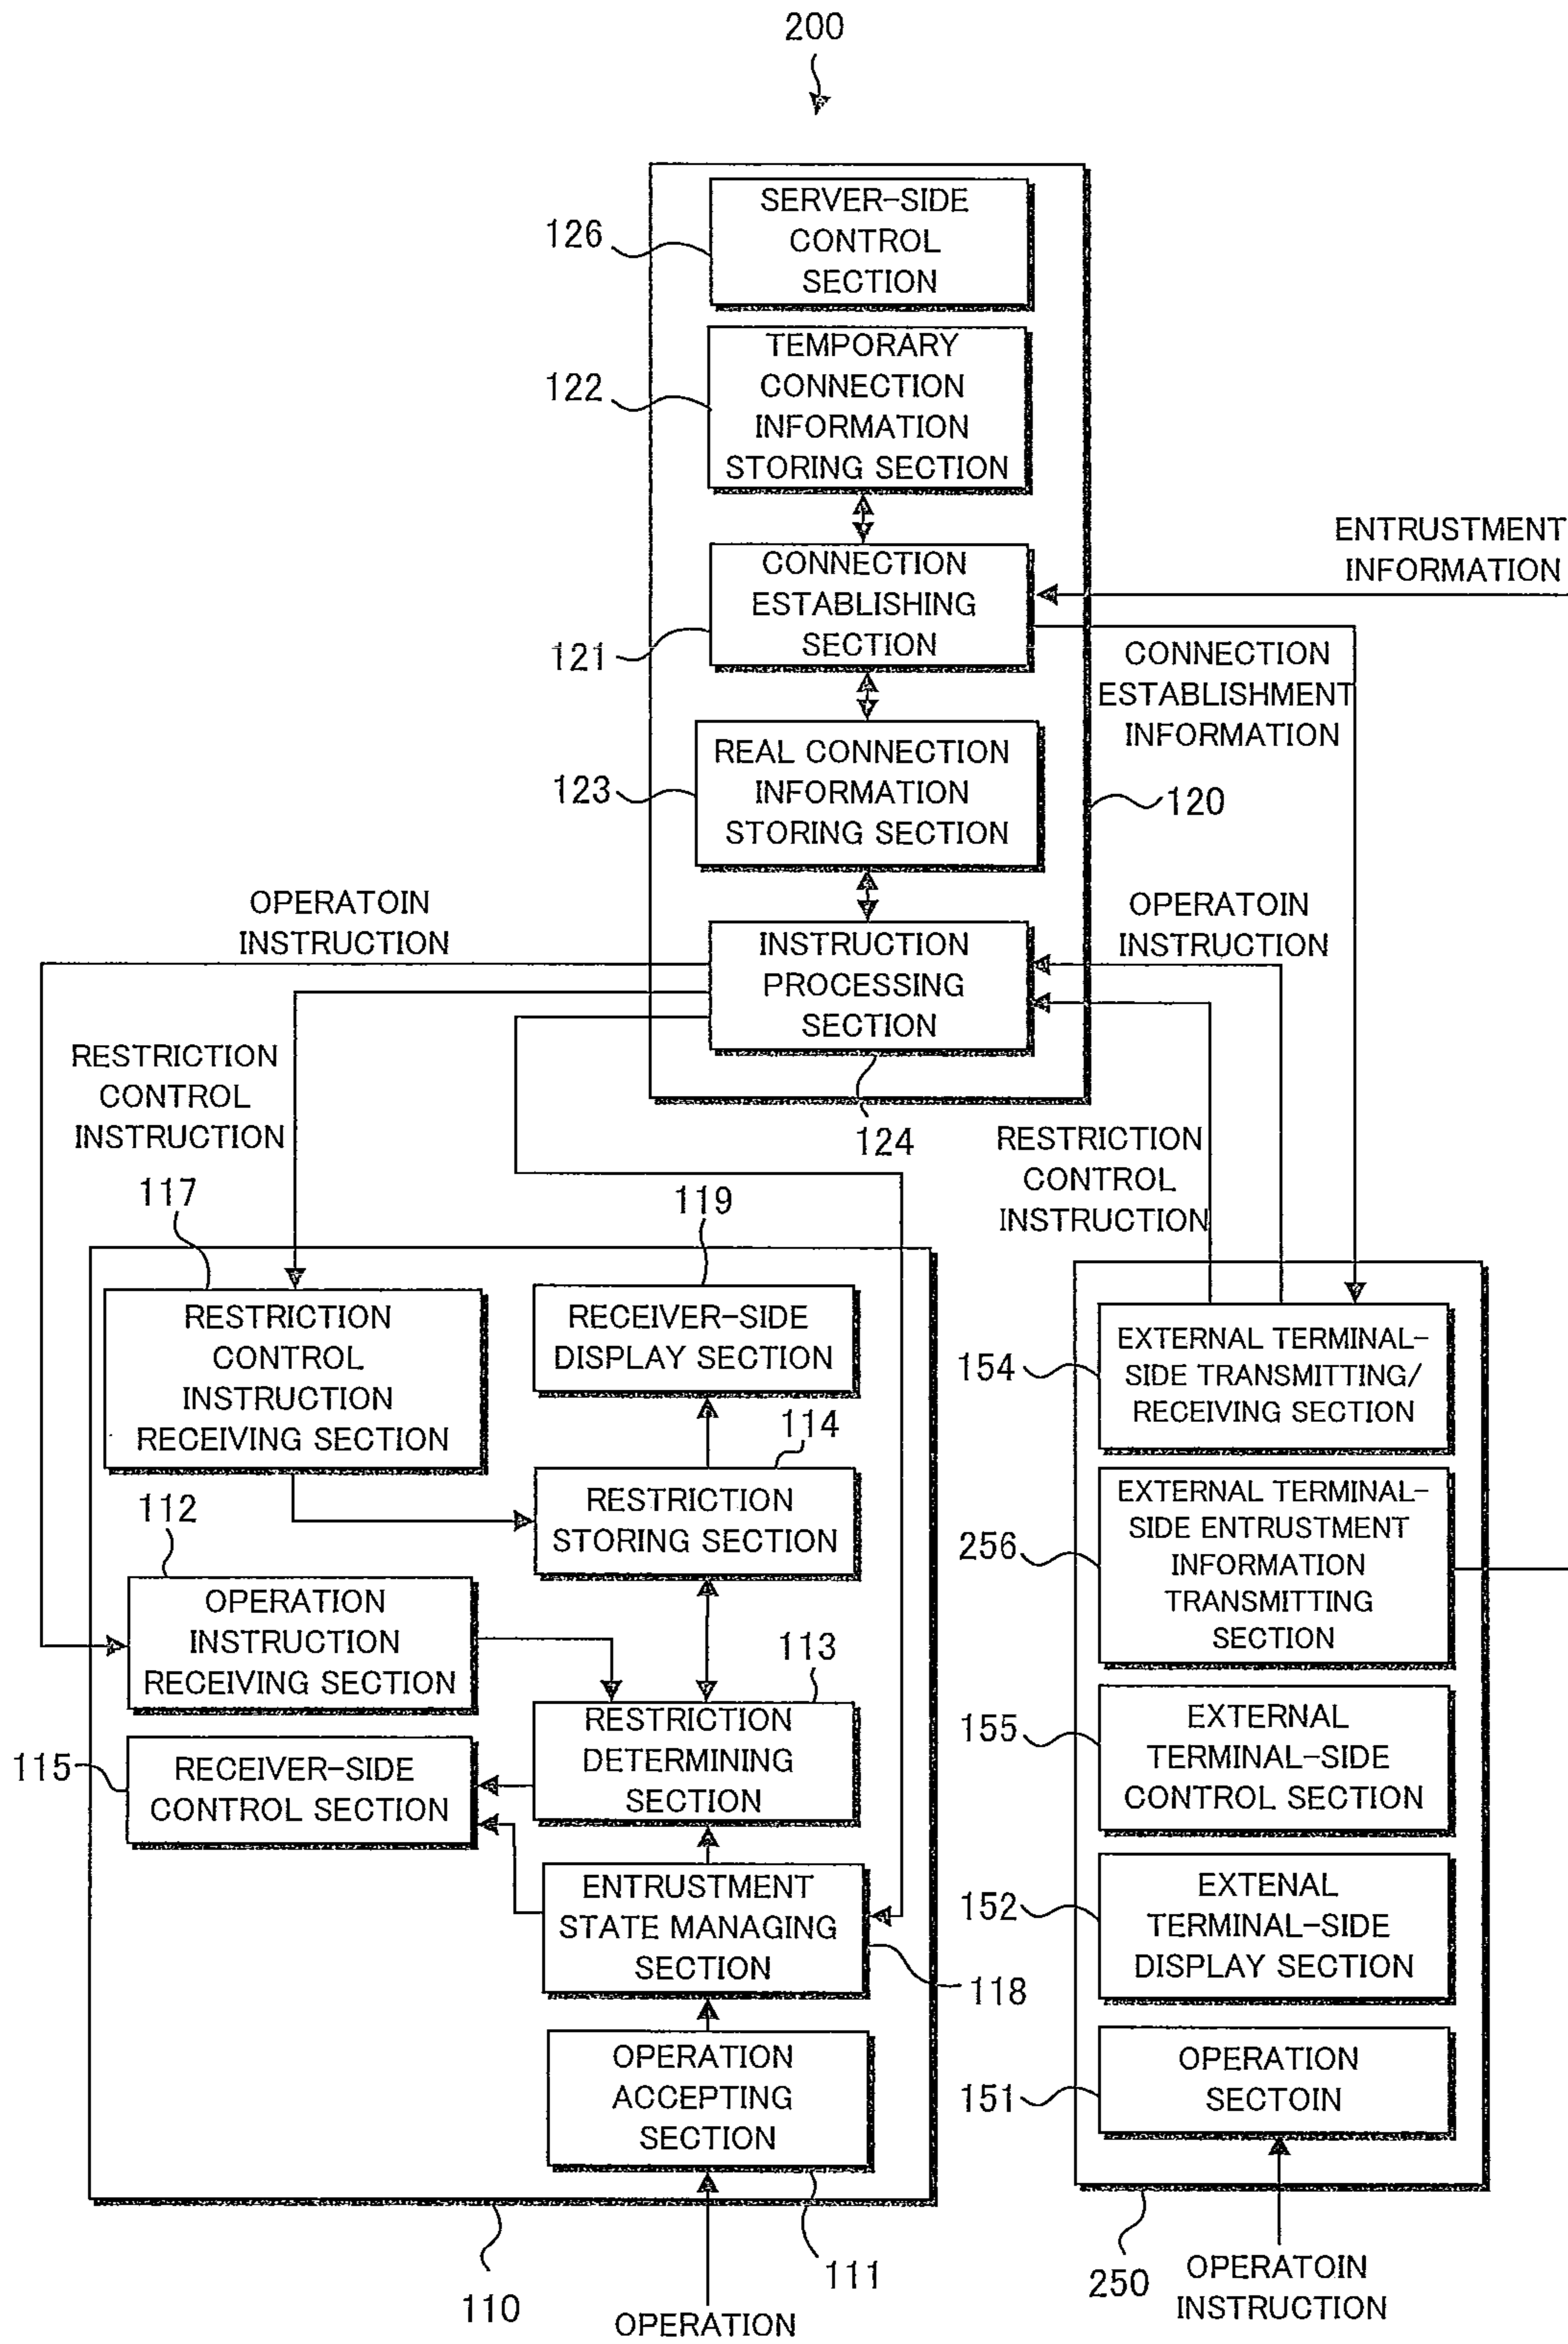 200
SERVER-SIDE
CONTROL
SECTION
126
TEMPORARY
CONNECTION
INFORMATION
STORING SECTION
122
ENTRUSTMENT
INFORMATION
CONNECTION
ESTABLISHING
SECTION
121
CONNECTION
ESTABLISHMENT
INFORMATION
REAL CONNECTION
INFORMATION
STORING SECTION
123
120
OPERATOIN
INSTRUCTION
OPERATOIN
INSTRUCTION
INSTRUCTION
PROCESSING
SECTION
124
RESTRICTION
CONTROL
INSTRUCTION
RESTRICTION
CONTROL
INSTRUCTION
117
119
RESTRICTION
CONTROL
INSTRUCTION
RECEIVING SECTION
RECEIVER-SIDE
DISPLAY SECTION
114
RESTRICTION
STORING SECTION
112
OPERATION
INSTRUCTION
RECEIVING SECTION
113
RESTRICTION
DETERMINING
SECTION
115
RECEIVER-SIDE
CONTROL SECTION
ENTRUSTMENT
STATE MANAGING
SECTION
118
OPERATION
ACCEPTING
SECTION
111
110
OPERATION
154
EXTERNAL TERMINAL-
SIDE TRANSMITTING/
RECEIVING SECTION
256
EXTERNAL TERMINAL-
SIDE ENTRUSTMENT
INFORMATION
TRANSMITTING
SECTION
155
EXTERNAL
TERMINAL-SIDE
CONTROL SECTION
152
EXTENAL
TERMINAL-SIDE
DISPLAY SECTION
151
OPERATION
SECTOIN
250
OPERATOIN
INSTRUCTION